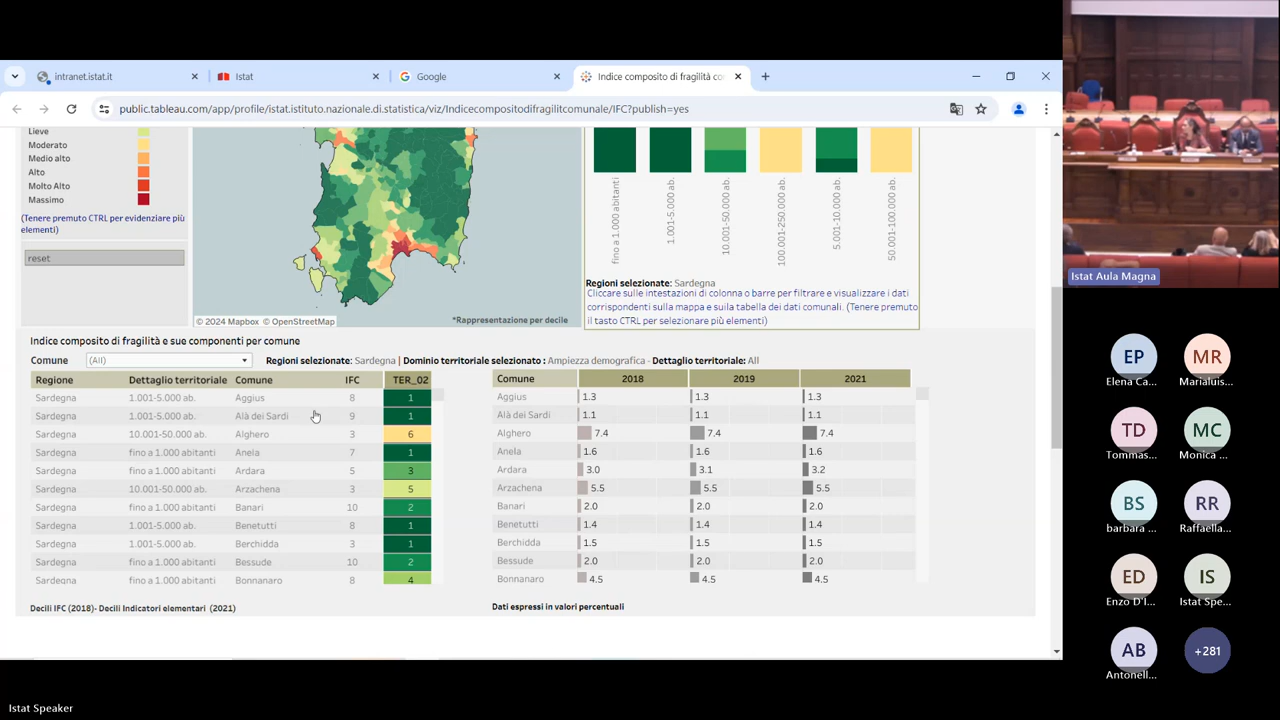 intranet.istat.it
Istat
Google
Indice composito di fragilità co
public.tableau.com/app/profile/istat.istituto.nazionale.di.statistica/viz/Indicecompositodifragilitcomunale/IFC?publish=yes
Lieve
Moderato
Medio alto
Alto
Molto Alto
Massimo
(Tenere premuto CTRL per evidenziare più
elementi)
reset
© 2024 Mapbox © OpenStreetMap
*Rappresentazione per decile
fino a 1.000 abitanti
1.001-5.000 ab.
10.001-50.000 ab.
100.001-250.000 ab.
5.001-10.000 ab.
50.001-100.000 ab.
Regioni selezionate: Sardegna
Cliccare sulle intestazioni di colonna o barre per filtrare e visualizzare i dati
corrispondenti sulla mappa e sulla tabella dei dati comunali. (Tenere premuto
il tasto CTRL per selezionare più elementi)
Indice composito di fragilità e sue componenti per comune
Comune (All) Regioni selezionate: Sardegna | Dominio territoriale selezionato : Ampiezza demografica - Dettaglio territoriale: All
Regione Dettaglio territoriale Comune IFC TER_02
Sardegna 1.001-5.000 ab. Aggius 8 1
Sardegna 1.001-5.000 ab. Alà dei Sardi 9 1
Sardegna 10.001-50.000 ab. Alghero 3 6
Sardegna fino a 1.000 abitanti Anela 7 1
Sardegna fino a 1.000 abitanti Ardara 5 3
Sardegna 10.001-50.000 ab. Arzachena 3 5
Sardegna fino a 1.000 abitanti Banari 10 2
Sardegna 1.001-5.000 ab. Benetutti 8 1
Sardegna 1.001-5.000 ab. Berchidda 3 1
Sardegna fino a 1.000 abitanti Bessude 10 2
Sardegna fino a 1.000 abitanti Bonnanaro 8 4
Comune 2018 2019 2021
Aggius 1.3 1.3 1.3
Alà dei Sardi 1.1 1.1 1.1
Alghero 7.4 7.4 7.4
Anela 1.6 1.6 1.6
Ardara 3.0 3.1 3.2
Arzachena 5.5 5.5 5.5
Banari 2.0 2.0 2.0
Benetutti 1.4 1.4 1.4
Berchidda 1.5 1.5 1.5
Bessude 2.0 2.0 2.0
Bonnanaro 4.5 4.5 4.5
Decili IFC (2018)- Decili Indicatori elementari (2021)
Dati espressi in valori percentuali
Istat Aula Magna
EP
Elena Ca...
MR
Marialuis...
TD
Tommas...
MC
Monica ...
BS
barbara ...
RR
Raffaella...
ED
Enzo D'I...
IS
Istat Spe...
AB
Antonell...
+281
Istat Speaker